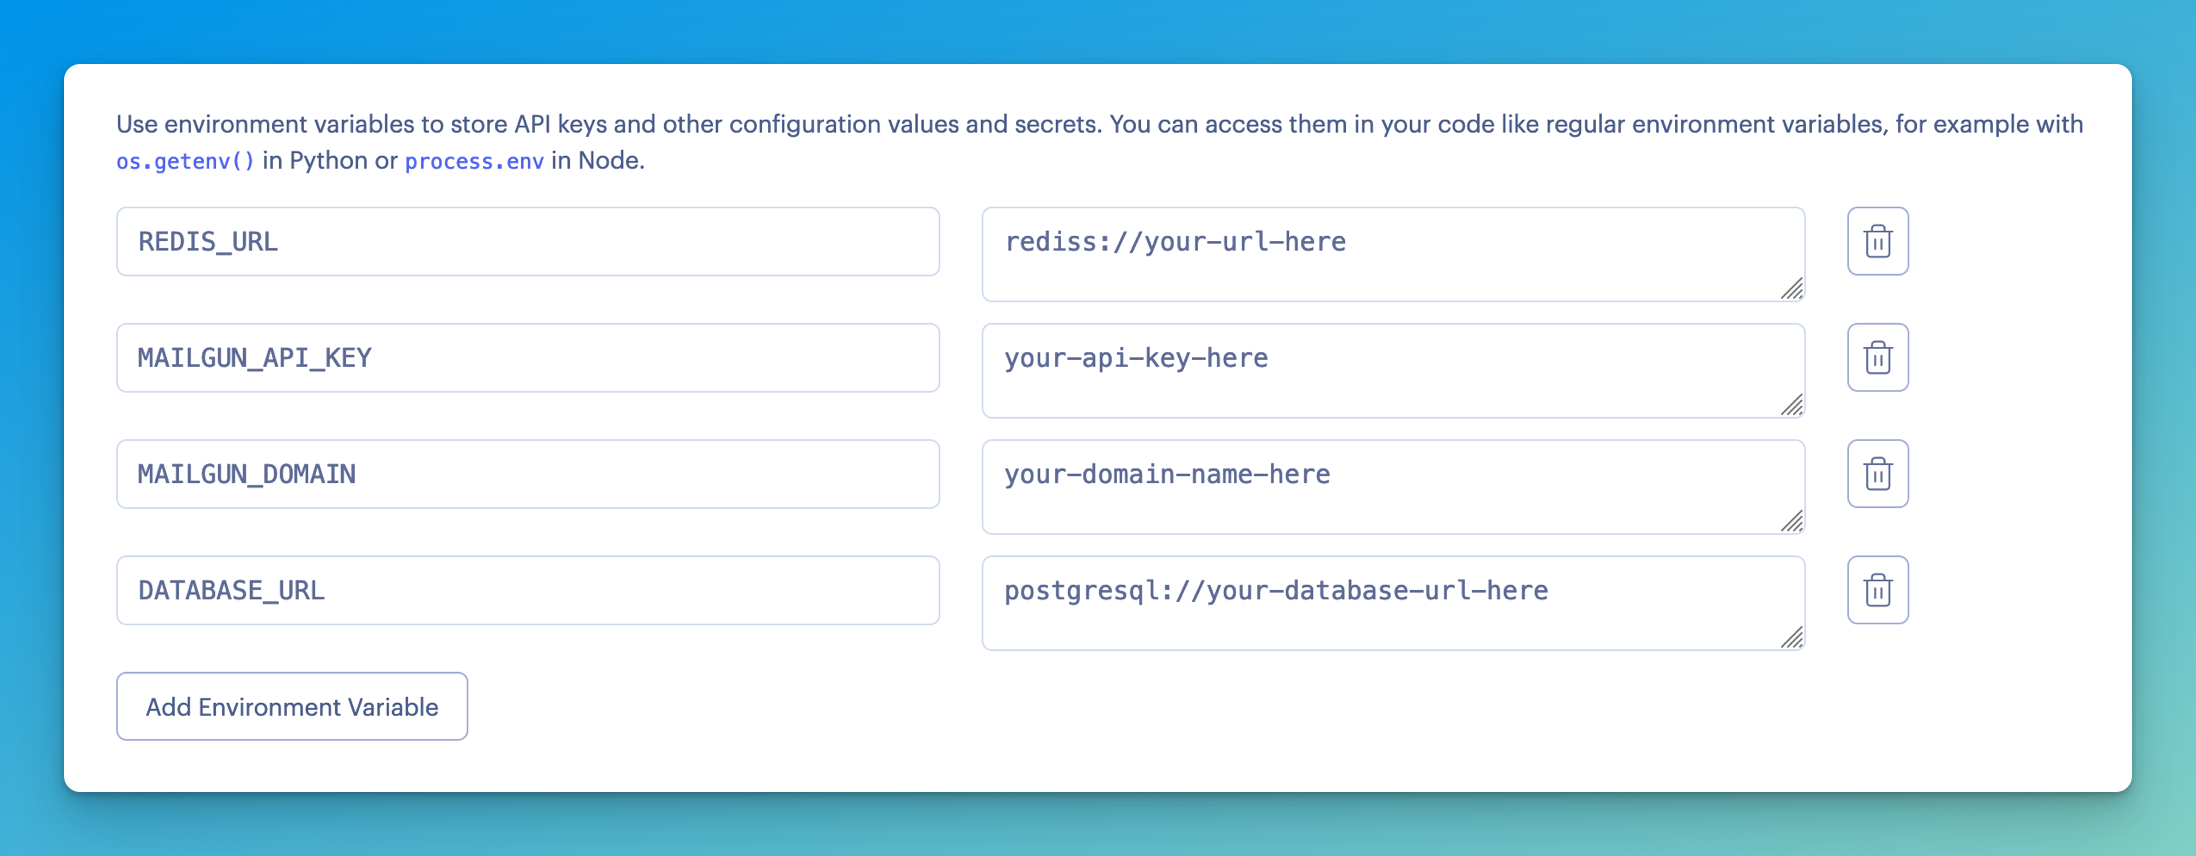 Use environment variables to store API keys and other configuration values and secrets. You can access them in your code like regular environment variables, for example with
os.getenv() in Python or process.env in Node.
REDIS_URL rediss://your-url-here
MAILGUN_API_KEY your-api-key-here
MAILGUN_DOMAIN your-domain-name-here
DATABASE_URL postgresql://your-database-url-here
Add Environment Variable